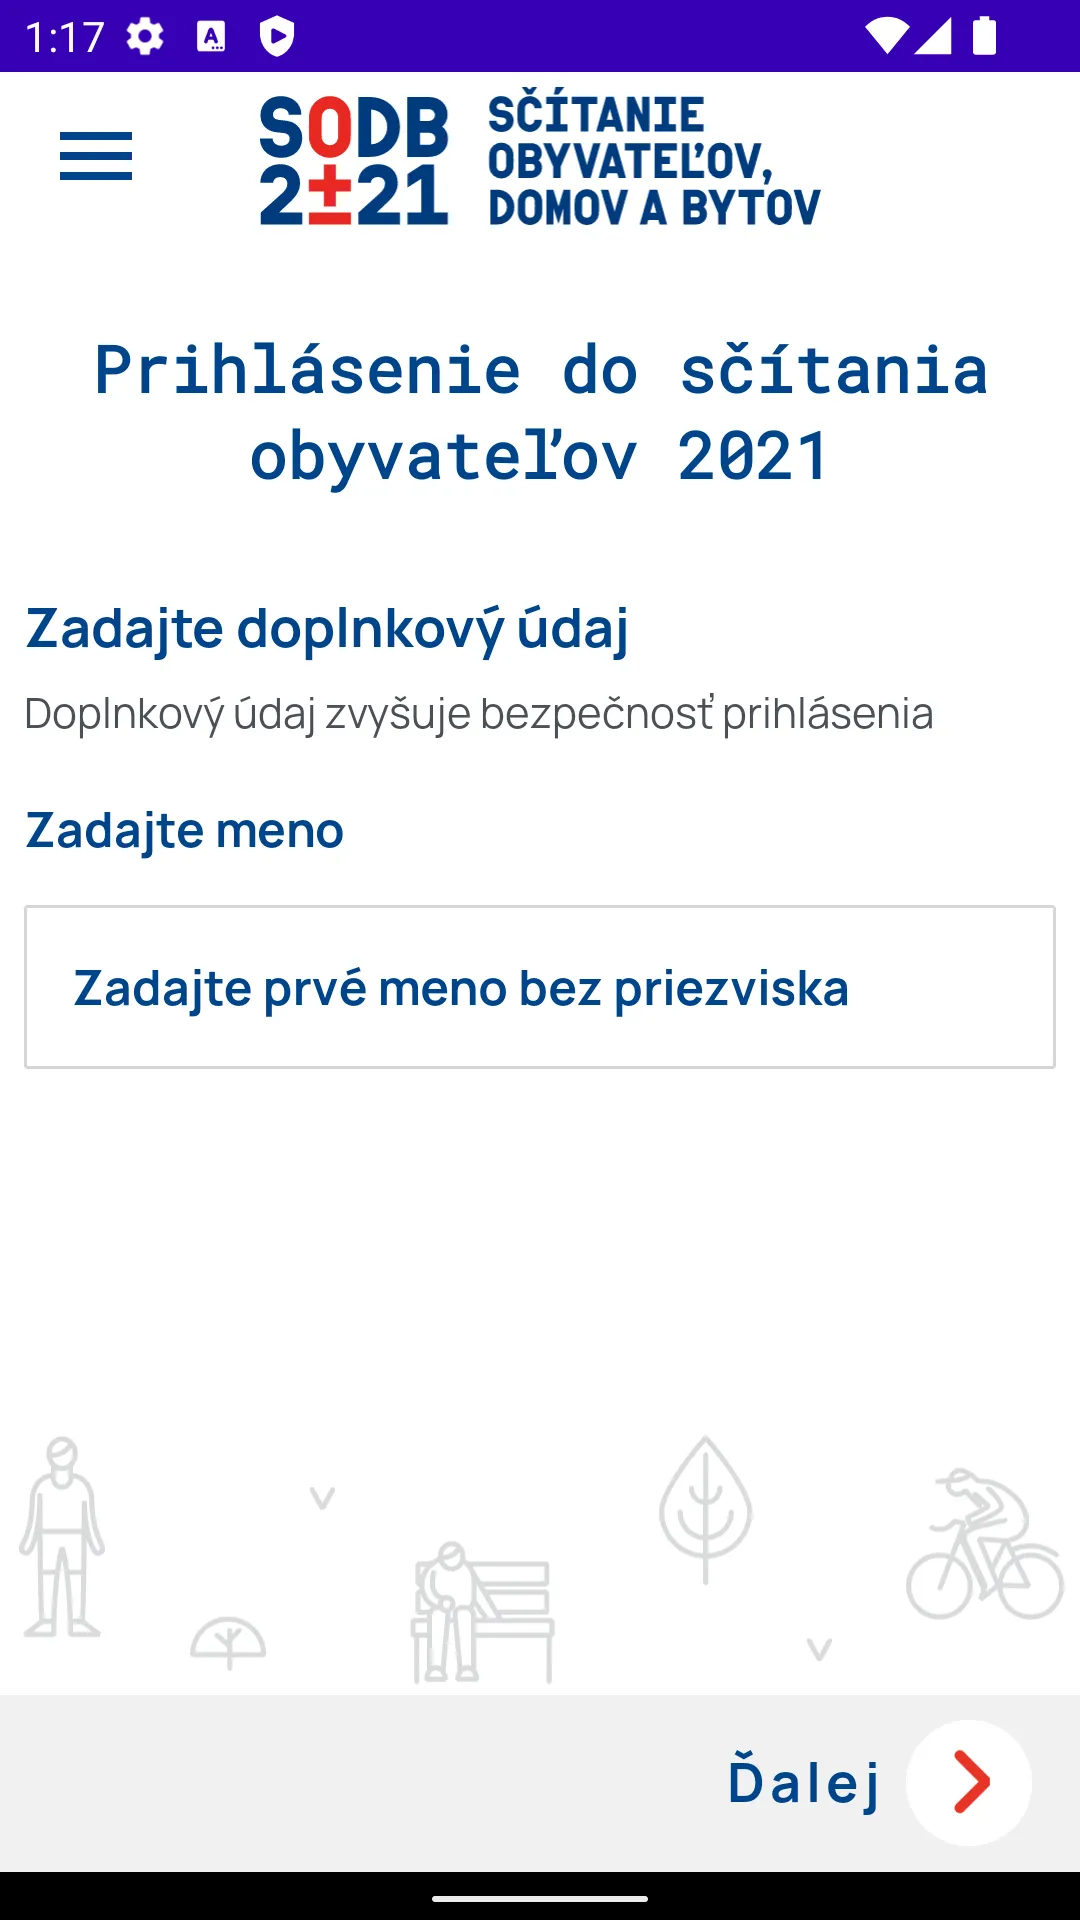 1:17
SODB
2±21
SČÍTANIE
OBYVATEĽOV,
DOMOV A BYTOV
Prihlásenie do sčítania
obyvateľov 2021
Zadajte doplnkový údaj
Doplnkový údaj zvyšuje bezpečnosť prihlásenia
Zadajte meno
Zadajte prvé meno bez priezviska
Ďalej